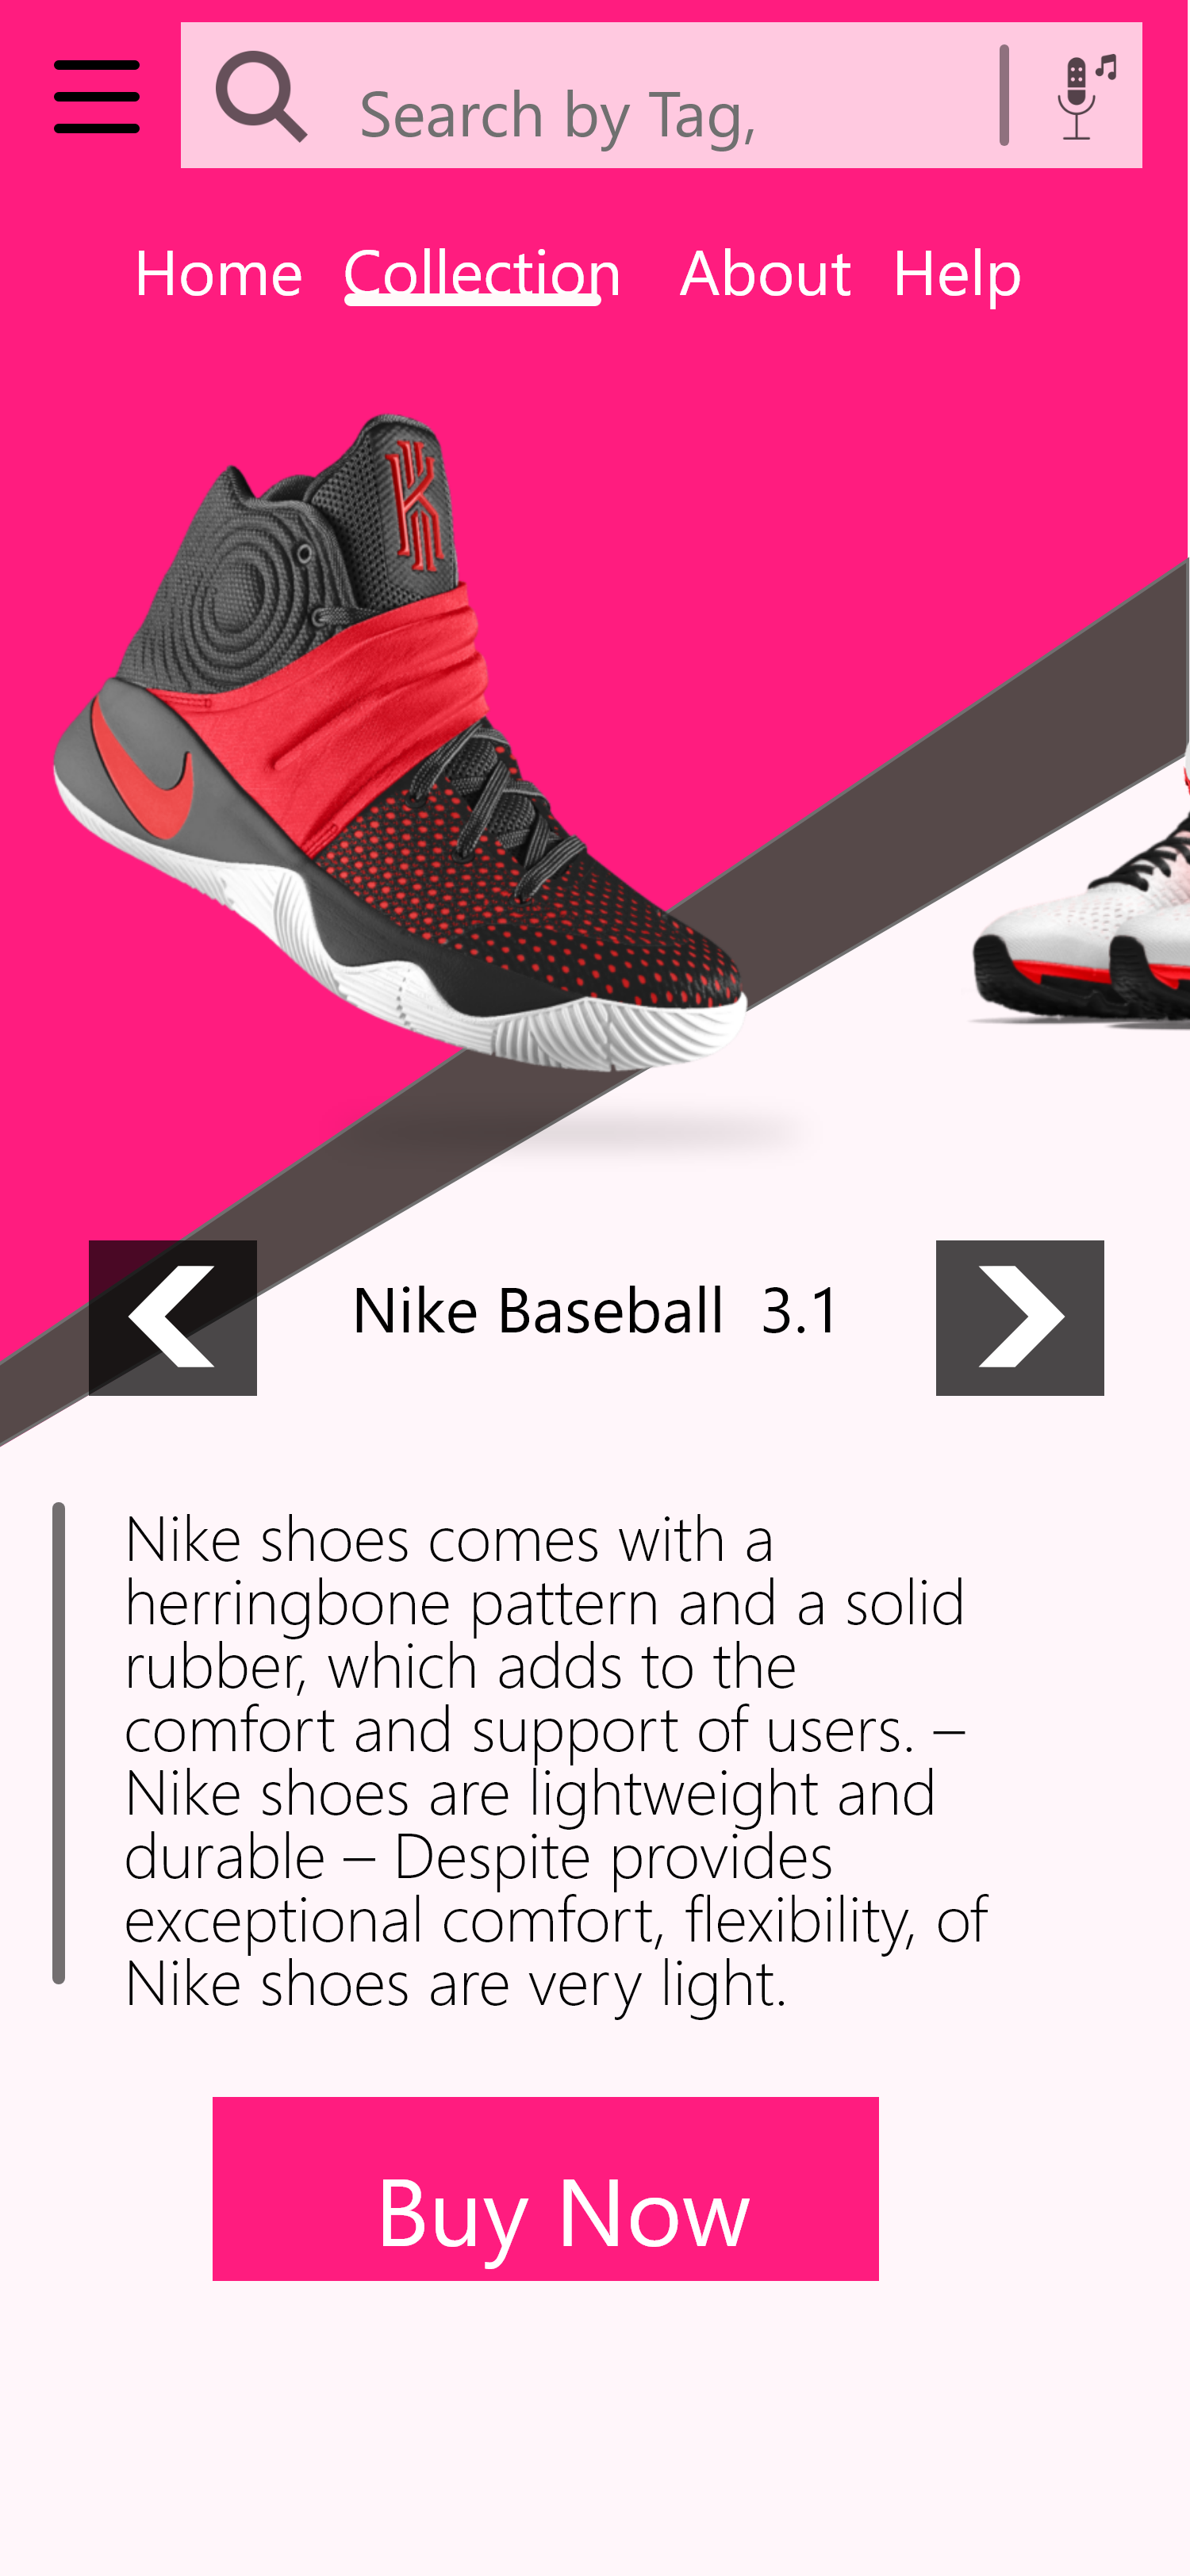 Search by Tag,
Home Collection About Help
Nike Baseball 3.1
Nike shoes comes with a
herringbone pattern and a solid
rubber, which adds to the
comfort and support of users. –
Nike shoes are lightweight and
durable – Despite provides
exceptional comfort, flexibility, of
Nike shoes are very light.
Buy Now